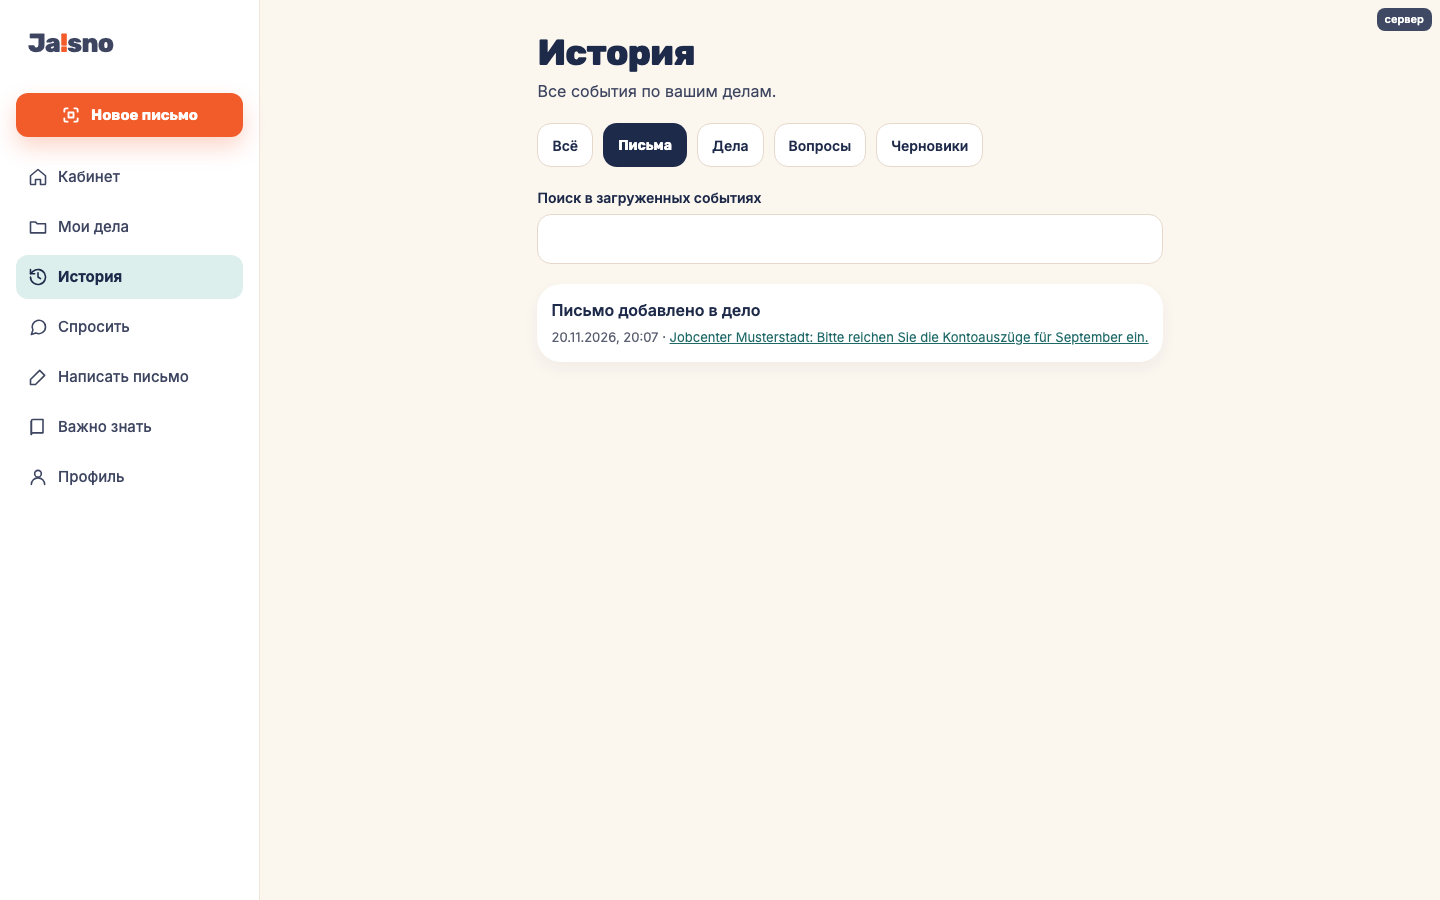 Ja!sno
сервер
Новое письмо
Кабинет
Мои дела
История
Спросить
Написать письмо
Важно знать
Профиль
История
Все события по вашим делам.
Всё
Письма
Дела
Вопросы
Черновики
Поиск в загруженных событиях
Письмо добавлено в дело
20.11.2026, 20:07 · Jobcenter Musterstadt: Bitte reichen Sie die Kontoauszüge für September ein.